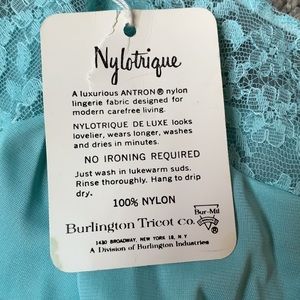 Nylotrique
A luxurious ANTRON® nylon
lingerie fabric designed for
modern carefree living.
NYLOTRIQUE DE LUXE looks
lovelier, wears longer, washes
and dries in minutes.
NO IRONING REQUIRED
Just wash in lukewarm suds.
Rinse thoroughly. Hang to drip
dry.
100% NYLON
Burlington Tricot Co.
Bur-Mil
1430 BROADWAY, NEW YORK 18, N.Y.
A Division of Burlington Industries